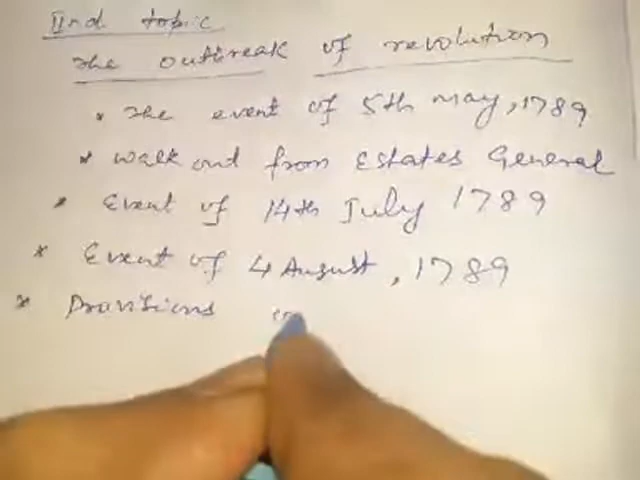 IInd topic
The outbreak of revolution
* The event of 5th may, 1789
* Walk out from Estates General
* Event of 14th July 1789
* Event of 4 August, 1789
* Provisions